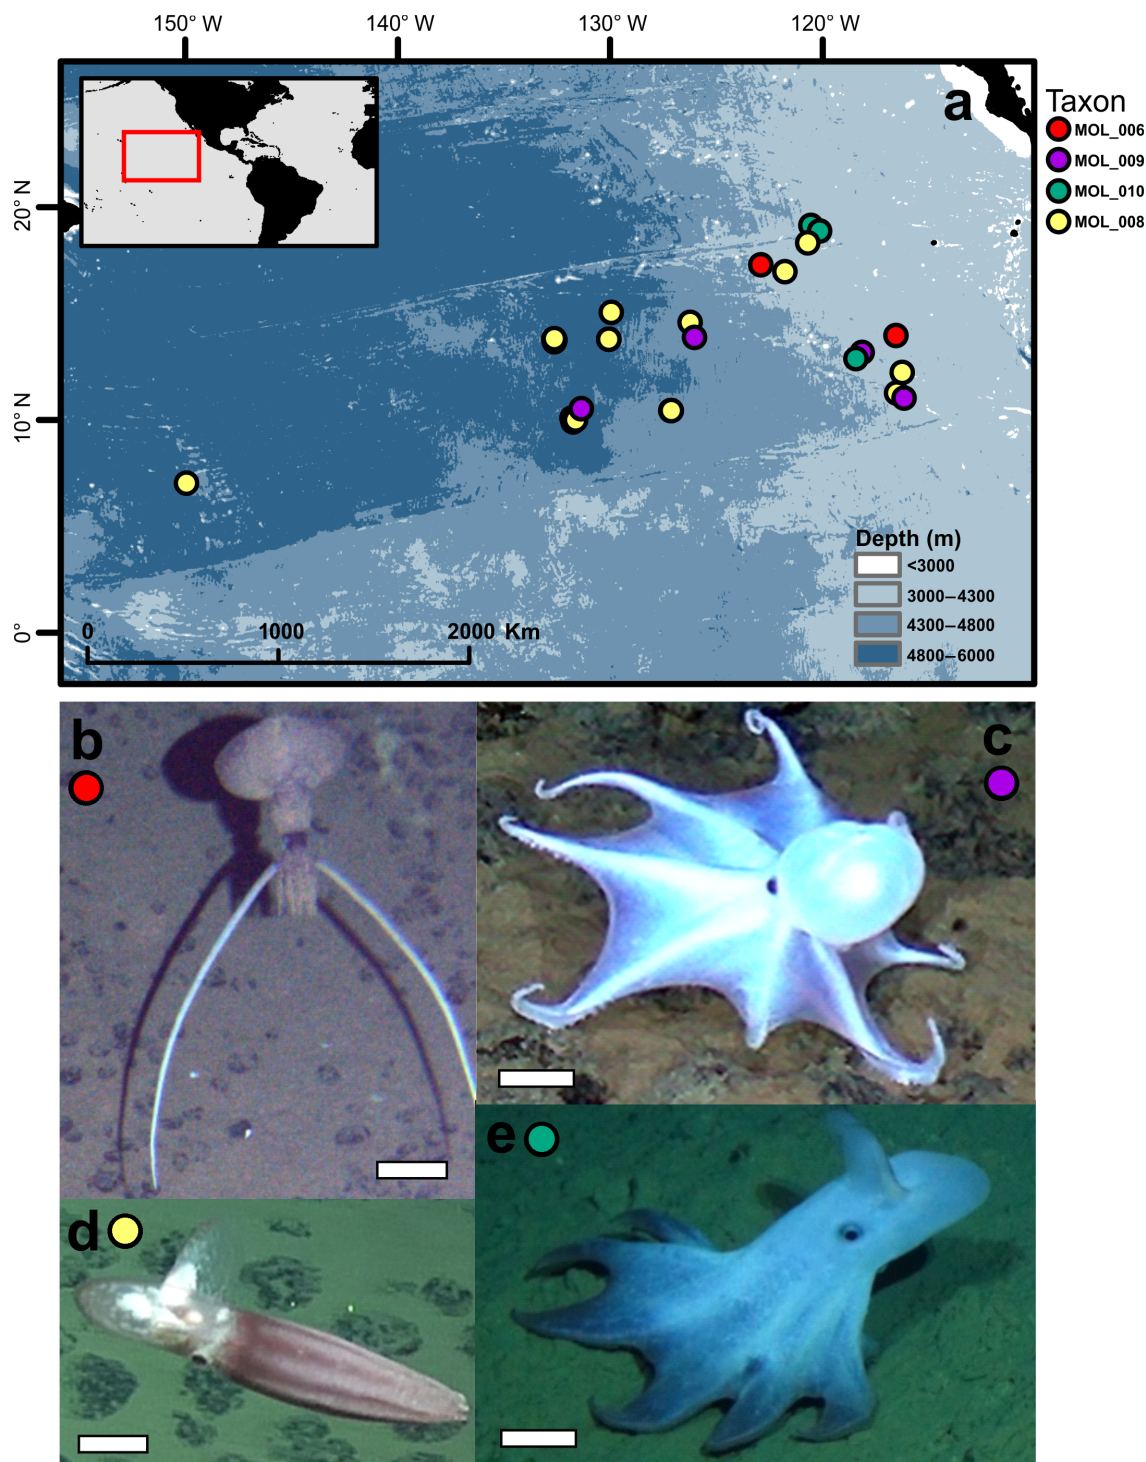 150° W 140° W 130° W 120° W
a
Taxon
MOL_006
MOL_009
MOL_010
MOL_008
20° N
10° N
0°
Depth (m)
<3000
3000–4300
4300–4800
4800–6000
0 1000 2000 Km
b
c
d
e